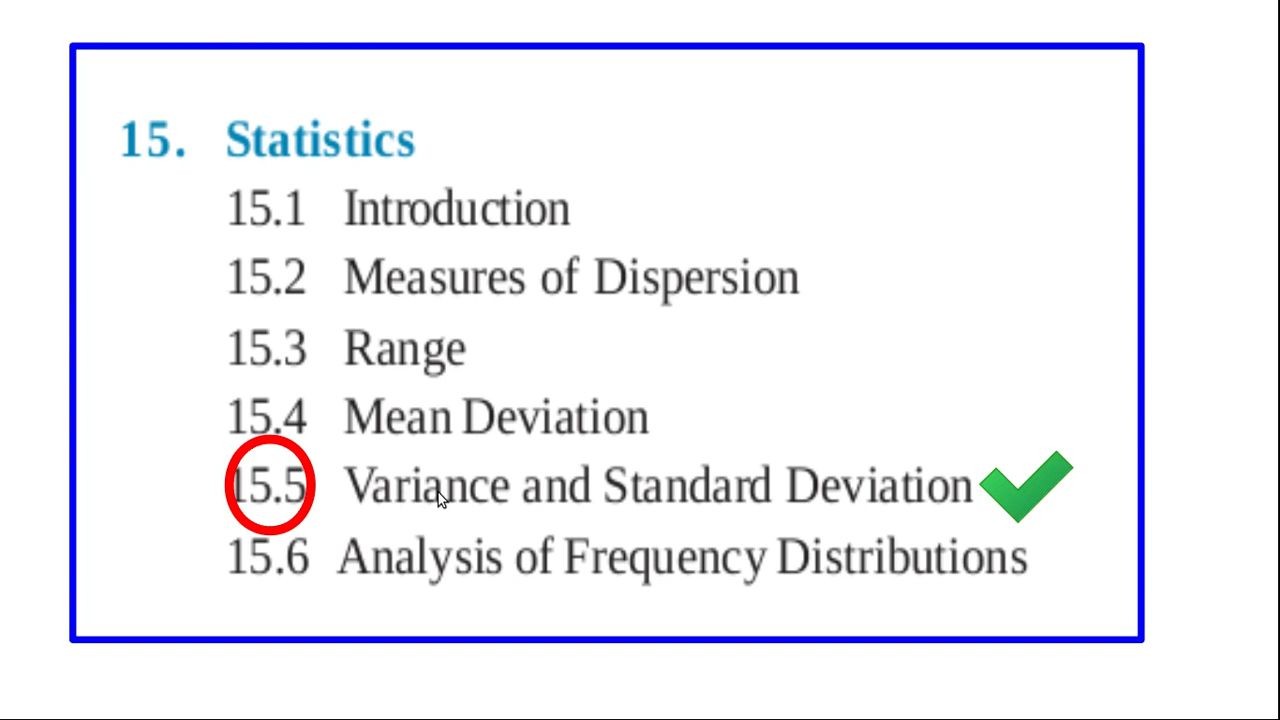 15. Statistics
15.1 Introduction
15.2 Measures of Dispersion
15.3 Range
15.4 Mean Deviation
15.5 Variance and Standard Deviation
15.6 Analysis of Frequency Distributions